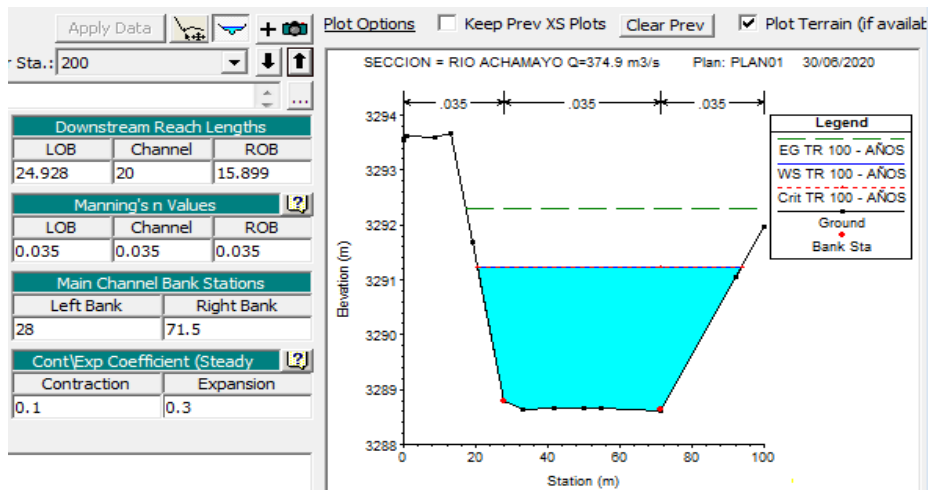 Apply Data
+
Plot Options
Keep Prev XS Plots
Clear Prev
Plot Terrain (if availab
r Sta.:
200
...
Downstream Reach Lengths
LOB Channel ROB
24.928 20 15.899
Manning's n Values
LOB Channel ROB
0.035 0.035 0.035
Main Channel Bank Stations
Left Bank Right Bank
28 71.5
Cont\Exp Coefficient (Steady
Contraction Expansion
0.1 0.3
SECCION = RIO ACHAMAYO Q=374.9 m3/s Plan: PLAN01 30/06/2020
.035 .035 .035
3294
3293
3292
3291
3290
3289
3288
Elevation (m)
0 20 40 60 80 100
Station (m)
Legend
EG TR 100 - AÑOS
WS TR 100 - AÑOS
Crit TR 100 - AÑOS
Ground
Bank Sta